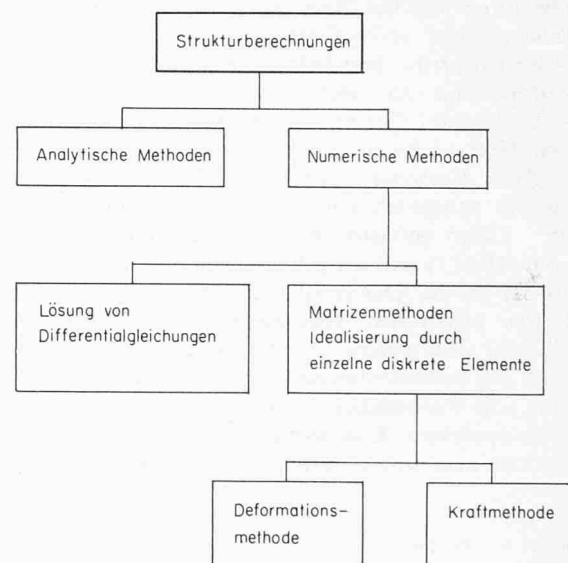 Strukturberechnungen
Analytische Methoden
Numerische Methoden
Lösung von
Differentialgleichungen
Matrizenmethoden
Idealisierung durch
einzelne diskrete Elemente
Deformations-
methode
Kraftmethode